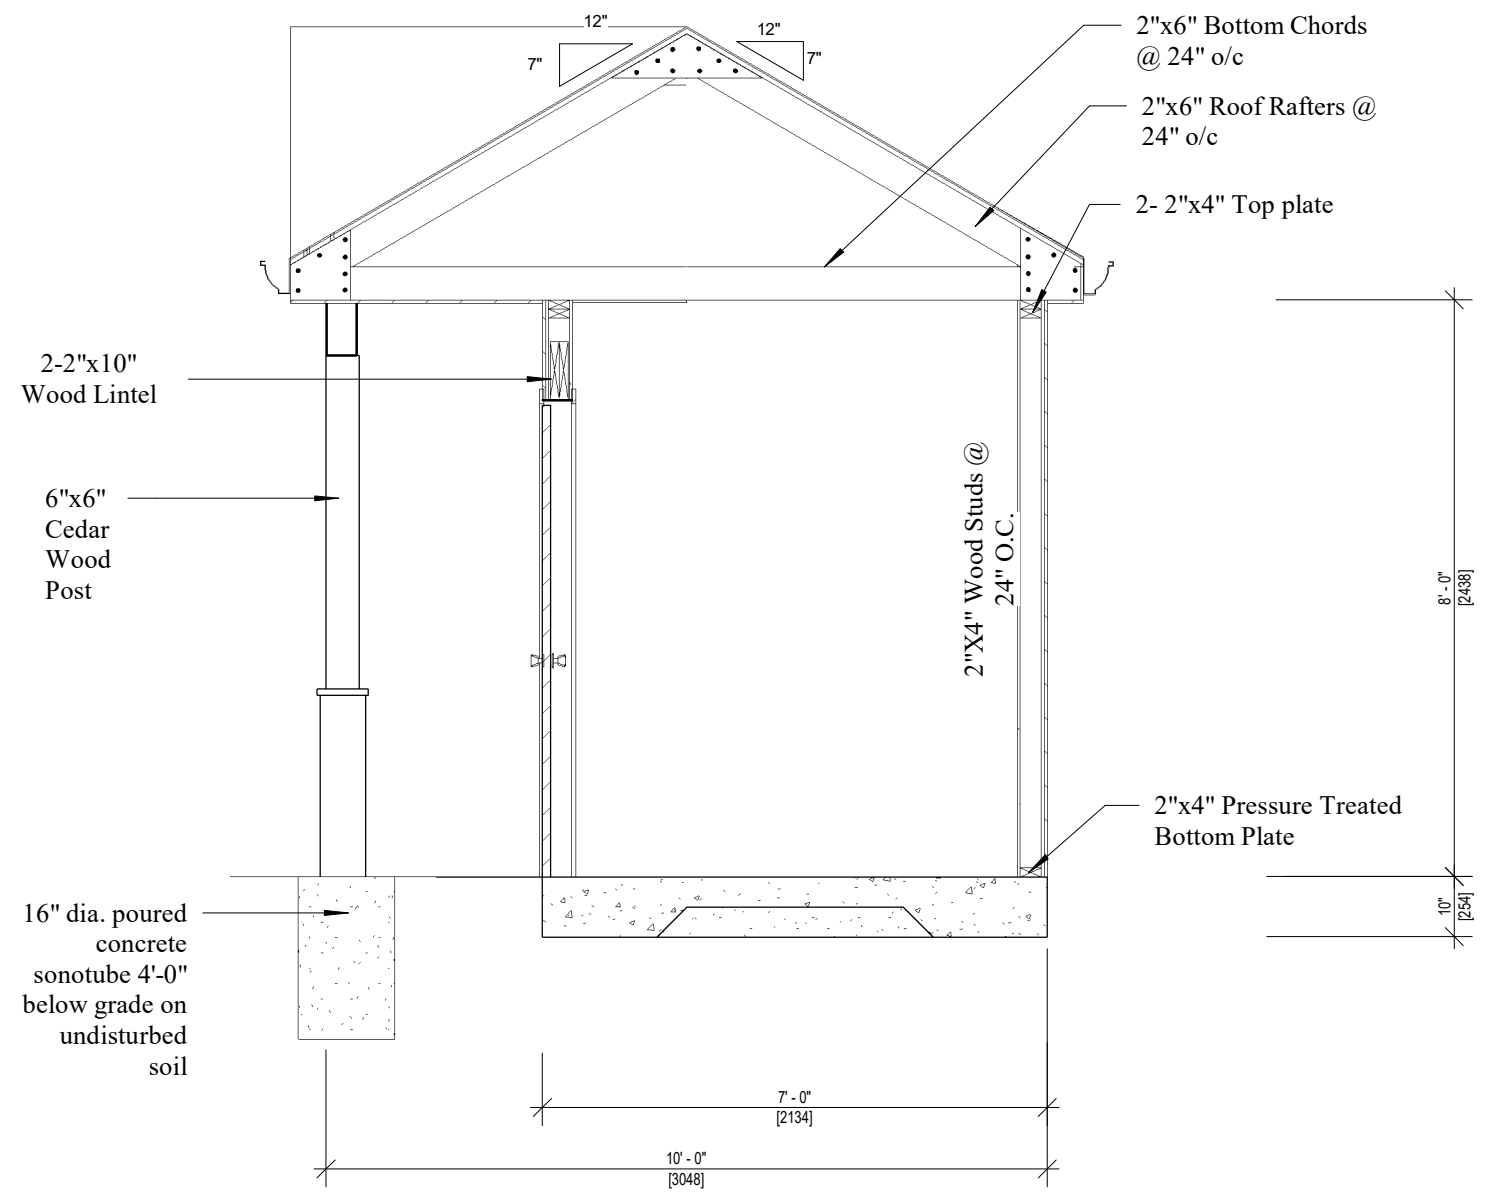 12"
7"
12"
7"
2"x6" Bottom Chords
@ 24" o/c
2"x6" Roof Rafters @
24" o/c
2- 2"x4" Top plate
2-2"x10"
Wood Lintel
6"x6"
Cedar
Wood
Post
2"X4" Wood Studs @
24" O.C.
8' - 0"
[2438]
2"x4" Pressure Treated
Bottom Plate
10"
[254]
16" dia. poured
concrete
sonotube 4'-0"
below grade on
undisturbed
soil
7' - 0"
[2134]
10' - 0"
[3048]